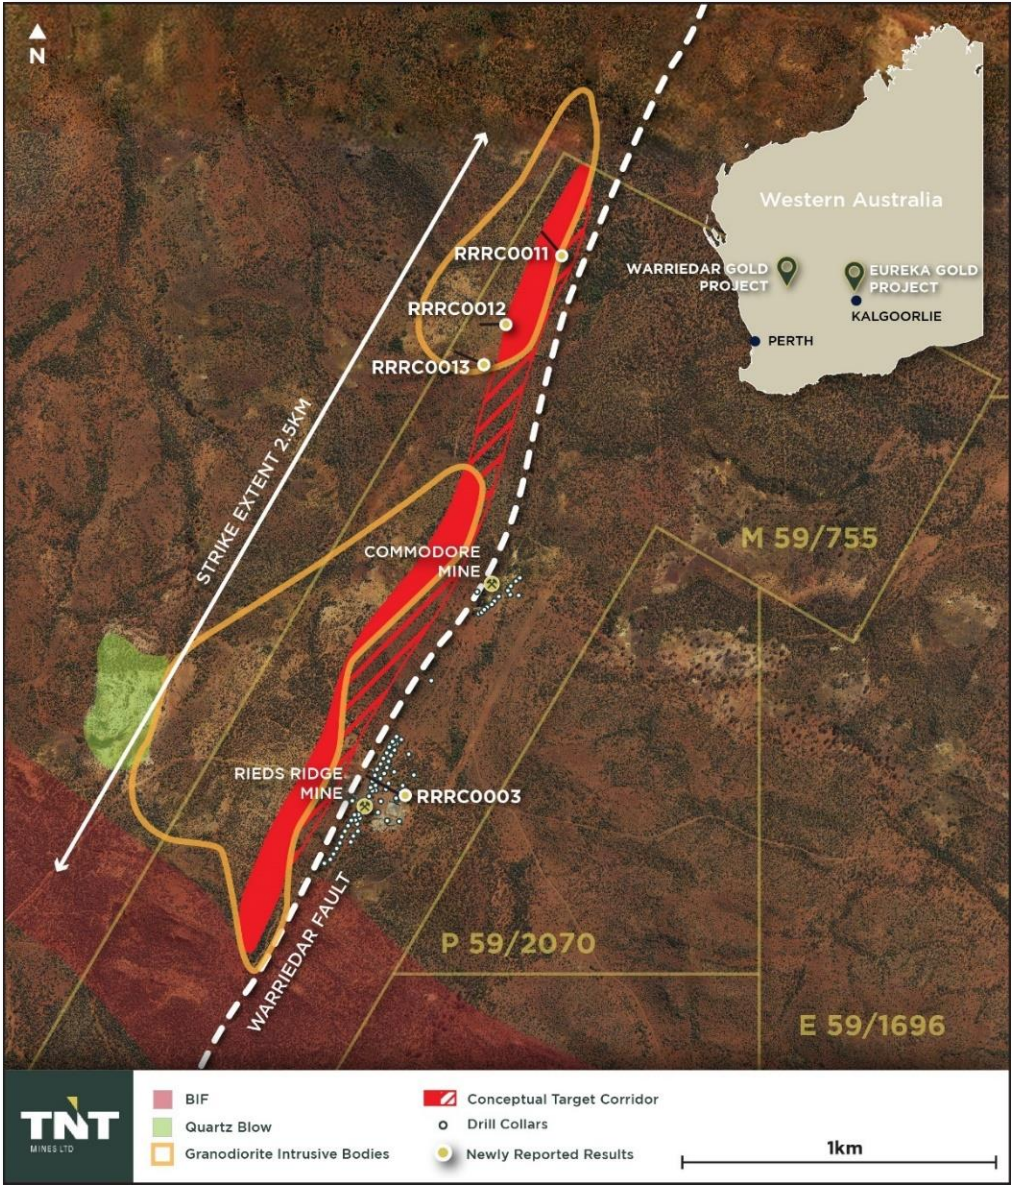 N
Western Australia
WARRIEDAR GOLD
PROJECT
EUREKA GOLD
PROJECT
KALGOORLIE
PERTH
RRRC0011
RRRC0012
RRRC0013
STRIKE EXTENT 2.5KM
COMMODORE
MINE
M 59/755
RIEDS RIDGE
MINE
RRRC0003
WARRIEDAR FAULT
P 59/2070
E 59/1696
TNT
MINES LTD
BIF
Quartz Blow
Granodiorite Intrusive Bodies
Conceptual Target Corridor
Drill Collars
Newly Reported Results
1km